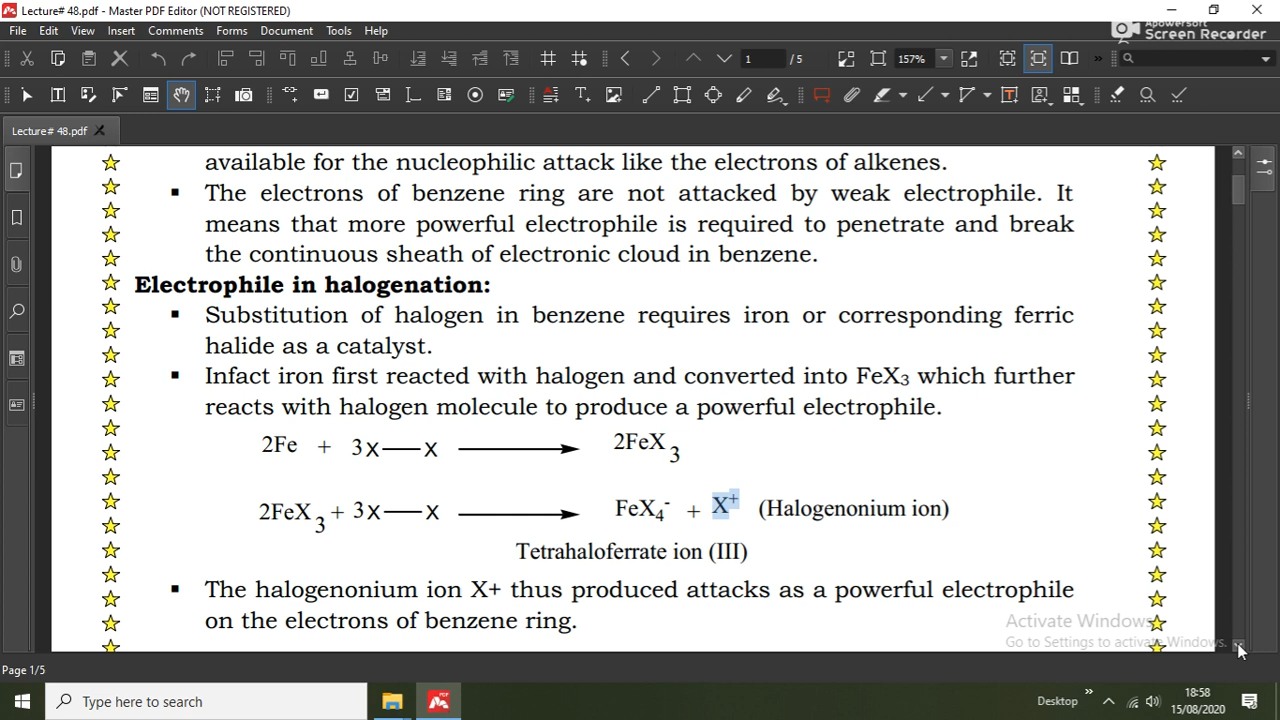 Lecture# 48.pdf - Master PDF Editor (NOT REGISTERED)
File Edit View Insert Comments Forms Document Tools Help
Apowersoft
Screen Recorder
1 / 5 157%
Lecture# 48.pdf
available for the nucleophilic attack like the electrons of alkenes.
▪ The electrons of benzene ring are not attacked by weak electrophile. It
means that more powerful electrophile is required to penetrate and break
the continuous sheath of electronic cloud in benzene.
Electrophile in halogenation:
▪ Substitution of halogen in benzene requires iron or corresponding ferric
halide as a catalyst.
▪ Infact iron first reacted with halogen and converted into FeX3 which further
reacts with halogen molecule to produce a powerful electrophile.
2Fe + 3X—X ⟶ 2FeX3
2FeX3 + 3X—X ⟶ FeX4- + X+ (Halogenonium ion)
Tetrahaloferrate ion (III)
▪ The halogenonium ion X+ thus produced attacks as a powerful electrophile
on the electrons of benzene ring.
Activate Windows
Go to Settings to activate Windows.
Page 1/5
Type here to search
Desktop
18:58
15/08/2020